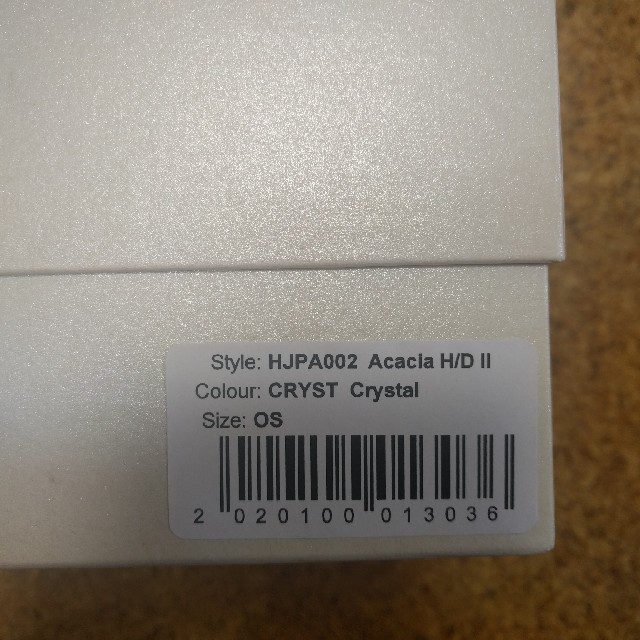 Style: HJPA002 Acacia H/D II
Colour: CRYST Crystal
Size: OS
2 020100 013036